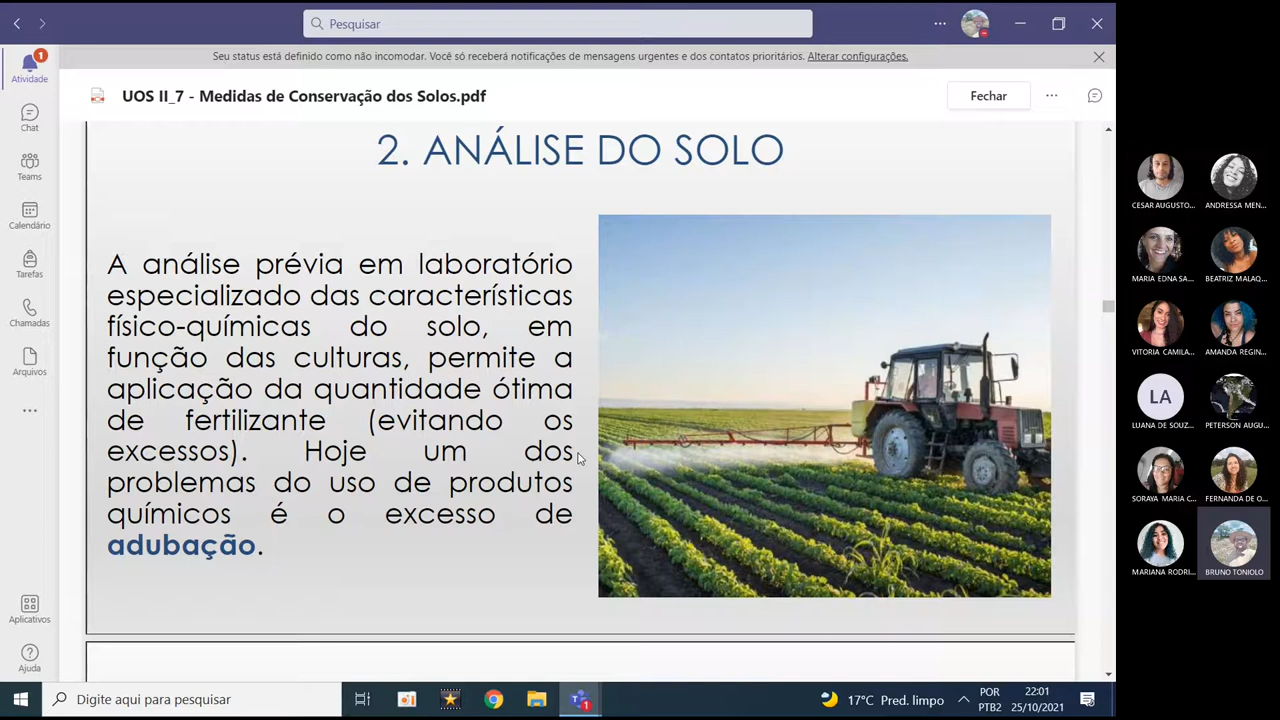 Pesquisar
Seu status está definido como não incomodar. Você só receberá notificações de mensagens urgentes e dos contatos prioritários. Alterar configurações.
1
Atividade
Chat
Teams
Calendário
Tarefas
Chamadas
Arquivos
Aplicativos
Ajuda
UOS II_7 - Medidas de Conservação dos Solos.pdf
Fechar
2. ANÁLISE DO SOLO
A análise prévia em laboratório
especializado das características
físico-químicas do solo, em
função das culturas, permite a
aplicação da quantidade ótima
de fertilizante (evitando os
excessos). Hoje um dos
problemas do uso de produtos
químicos é o excesso de
adubação.
CESAR AUGUSTO...
ANDRESSA MEN...
MARIA EDNA SA...
BEATRIZ MALAQ...
VITORIA CAMILA...
AMANDA REGIN...
LA
LUANA DE SOUZ...
PETERSON AUGU...
SORAYA MARIA C...
FERNANDA DE O...
MARIANA RODRI...
BRUNO TONIOLO
Digite aqui para pesquisar
1
17°C Pred. limpo
POR
PTB2
22:01
25/10/2021